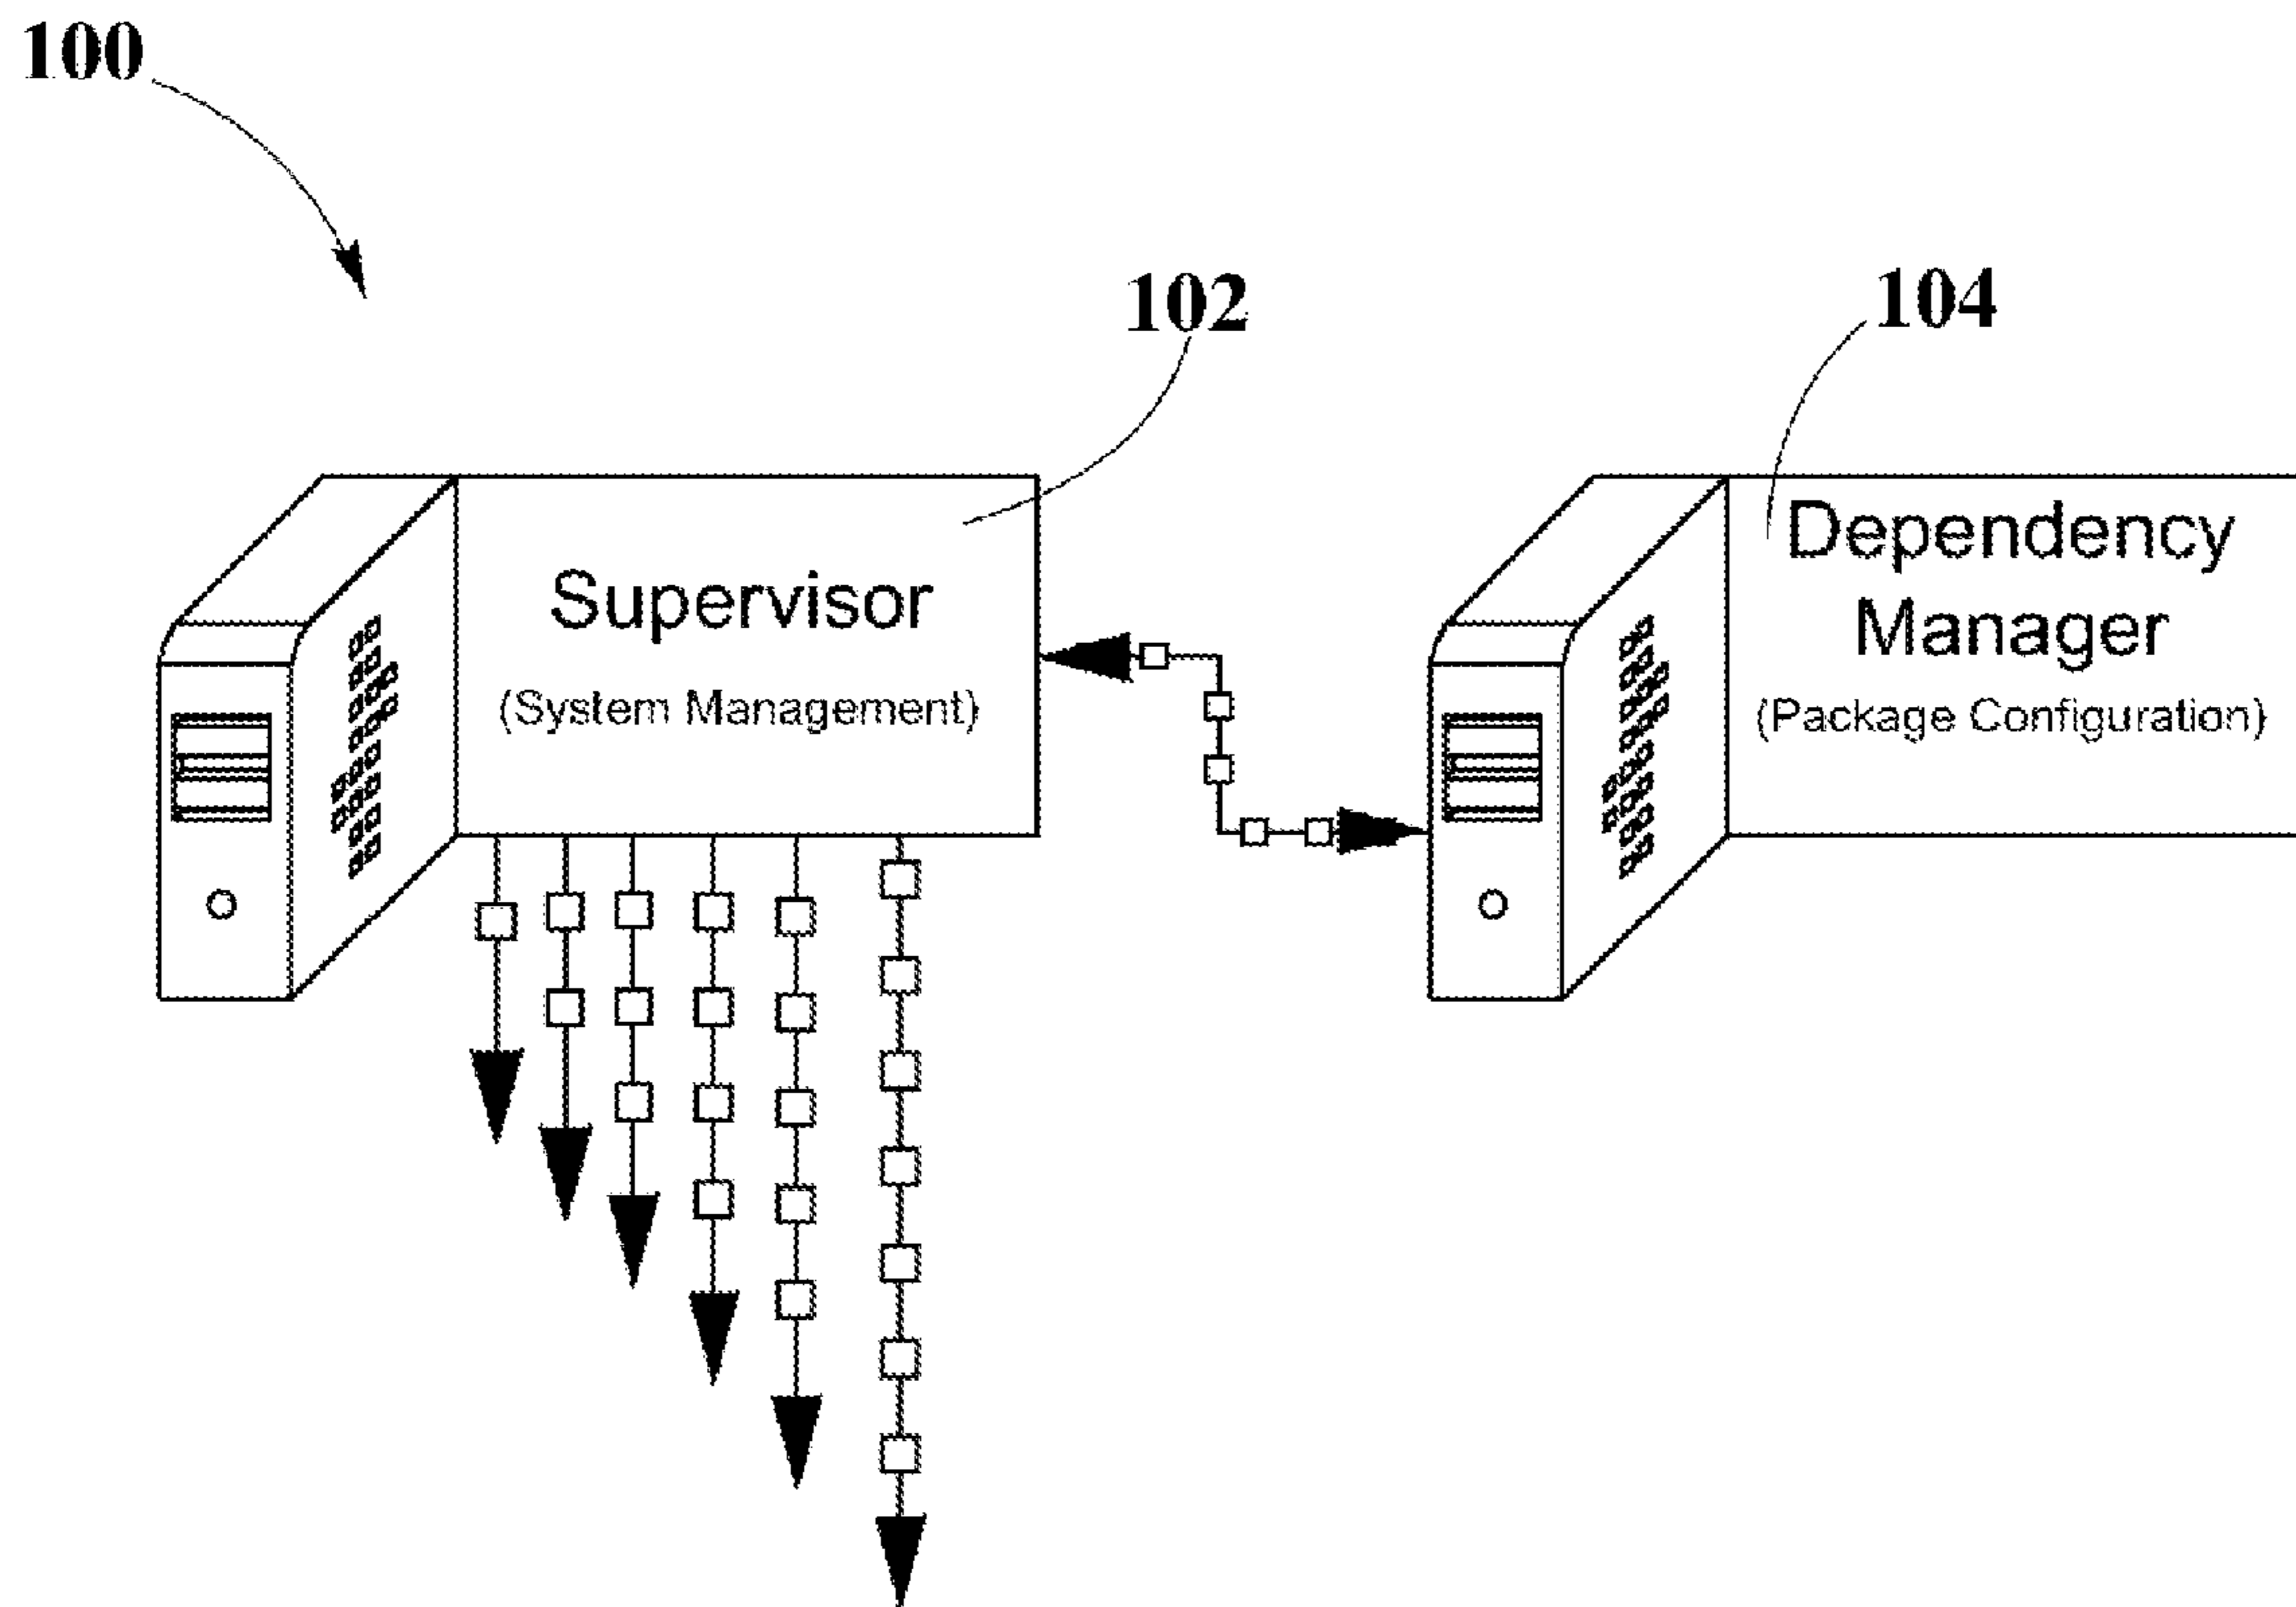 100
102
104
Supervisor
(System Management)
Dependency
Manager
(Package Configuration)